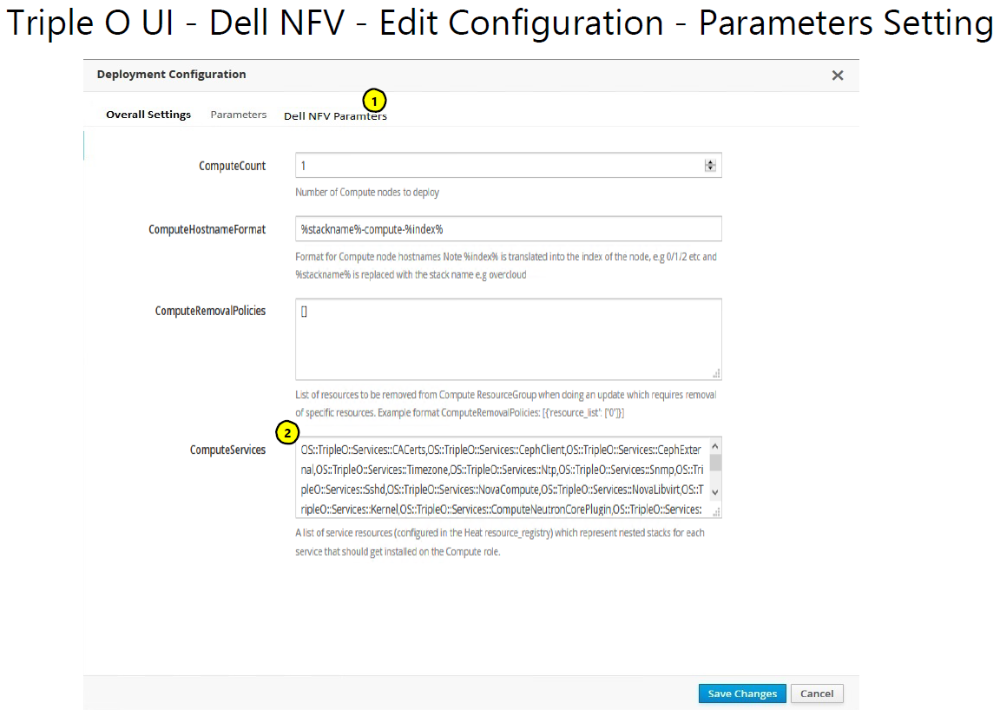 Triple O UI - Dell NFV - Edit Configuration - Parameters Setting
Deployment Configuration
1
Overall Settings Parameters Dell NFV Paramters
ComputeCount 1
Number of Compute nodes to deploy
ComputeHostnameFormat %stackname%-compute-%index%
Format for Compute node hostnames Note %index% is translated into the index of the node, e.g 0/1/2 etc and
%stackname% is replaced with the stack name e.g overcloud
ComputeRemovalPolicies []
List of resources to be removed from Compute ResourceGroup when doing an update which requires removal
of specific resources. Example format ComputeRemovalPolicies: [{'resource_list': ['0']}]
2
ComputeServices OS::TripleO::Services::CACerts,OS::TripleO::Services::CephClient,OS::TripleO::Services::CephExter
nal,OS::TripleO::Services::Timezone,OS::TripleO::Services::Ntp,OS::TripleO::Services::Snmp,OS::Tri
pleO::Services::Sshd,OS::TripleO::Services::NovaCompute,OS::TripleO::Services::NovaLibvirt,OS::T
ripleO::Services::Kernel,OS::TripleO::Services::ComputeNeutronCorePlugin,OS::TripleO::Services:
A list of service resources (configured in the Heat resource_registry) which represent nested stacks for each
service that should get installed on the Compute role.
Save Changes Cancel